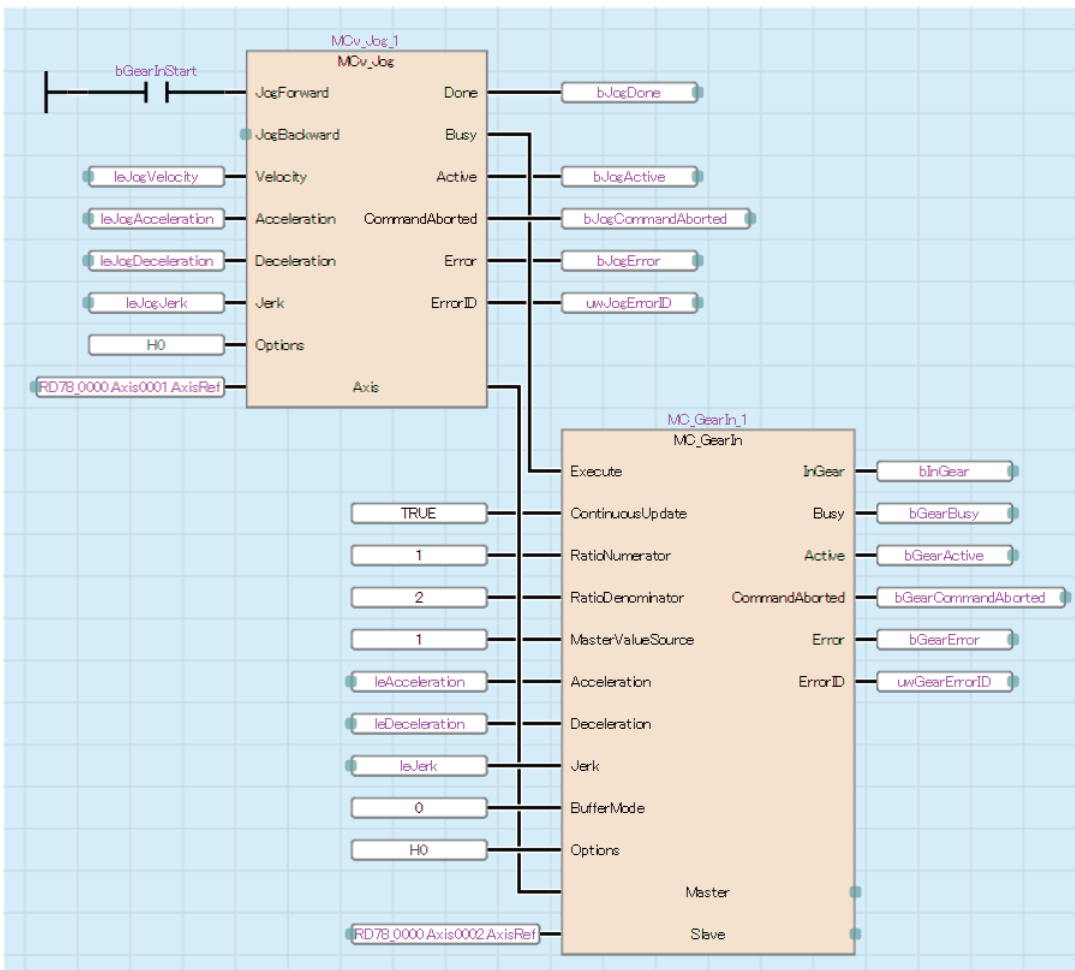 MCv_Jog_1
MCv_Jog
bGearInStart
JogForward Done bJogDone
JogBackward Busy
leJogVelocity Velocity Active bJogActive
leJogAcceleration Acceleration CommandAborted bJogCommandAborted
leJogDeceleration Deceleration Error bJogError
leJogJerk Jerk ErrorID uwJogErrorID
H0 Options
RD78_0000.Axis0001.AxisRef Axis
MC_GearIn_1
MC_GearIn
Execute InGear bInGear
TRUE ContinuousUpdate Busy bGearBusy
1 RatioNumerator Active bGearActive
2 RatioDenominator CommandAborted bGearCommandAborted
1 MasterValueSource Error bGearError
leAcceleration Acceleration ErrorID uwGearErrorID
leDeceleration Deceleration
leJerk Jerk
0 BufferMode
H0 Options
Master
RD78_0000.Axis0002.AxisRef Slave